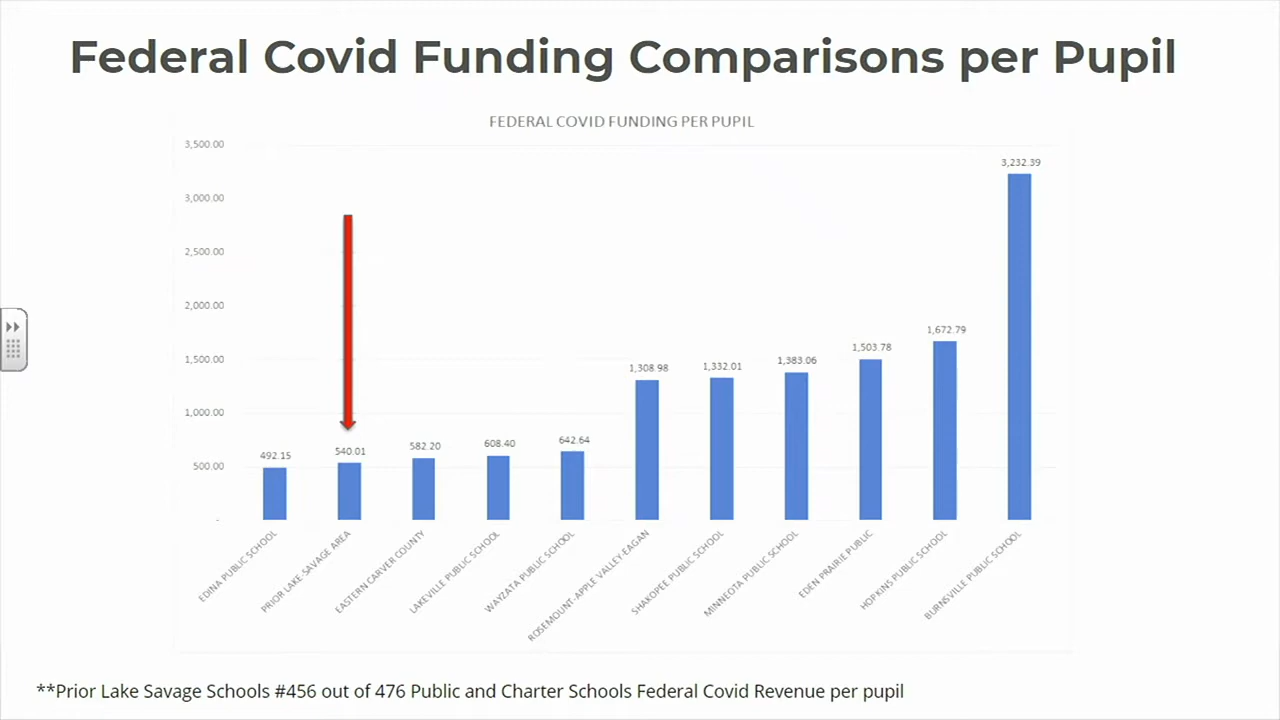 Federal Covid Funding Comparisons per Pupil
FEDERAL COVID FUNDING PER PUPIL
3,500.00
3,000.00
2,500.00
2,000.00
1,500.00
1,000.00
500.00
-
492.15
540.01
582.20
608.40
642.64
1,308.98
1,332.01
1,383.06
1,503.78
1,672.79
3,232.39
EDINA PUBLIC SCHOOL
PRIOR LAKE SAVAGE AREA
EASTERN CARVER COUNTY
LAKEVILLE PUBLIC SCHOOL
WAYZATA PUBLIC SCHOOL
ROSEMOUNT-APPLE VALLEY-EAGAN
SHAKOPEE PUBLIC SCHOOL
MINNEOTA PUBLIC SCHOOL
EDEN PRAIRIE PUBLIC
HOPKINS PUBLIC SCHOOL
BURNSVILLE PUBLIC SCHOOL
**Prior Lake Savage Schools #456 out of 476 Public and Charter Schools Federal Covid Revenue per pupil